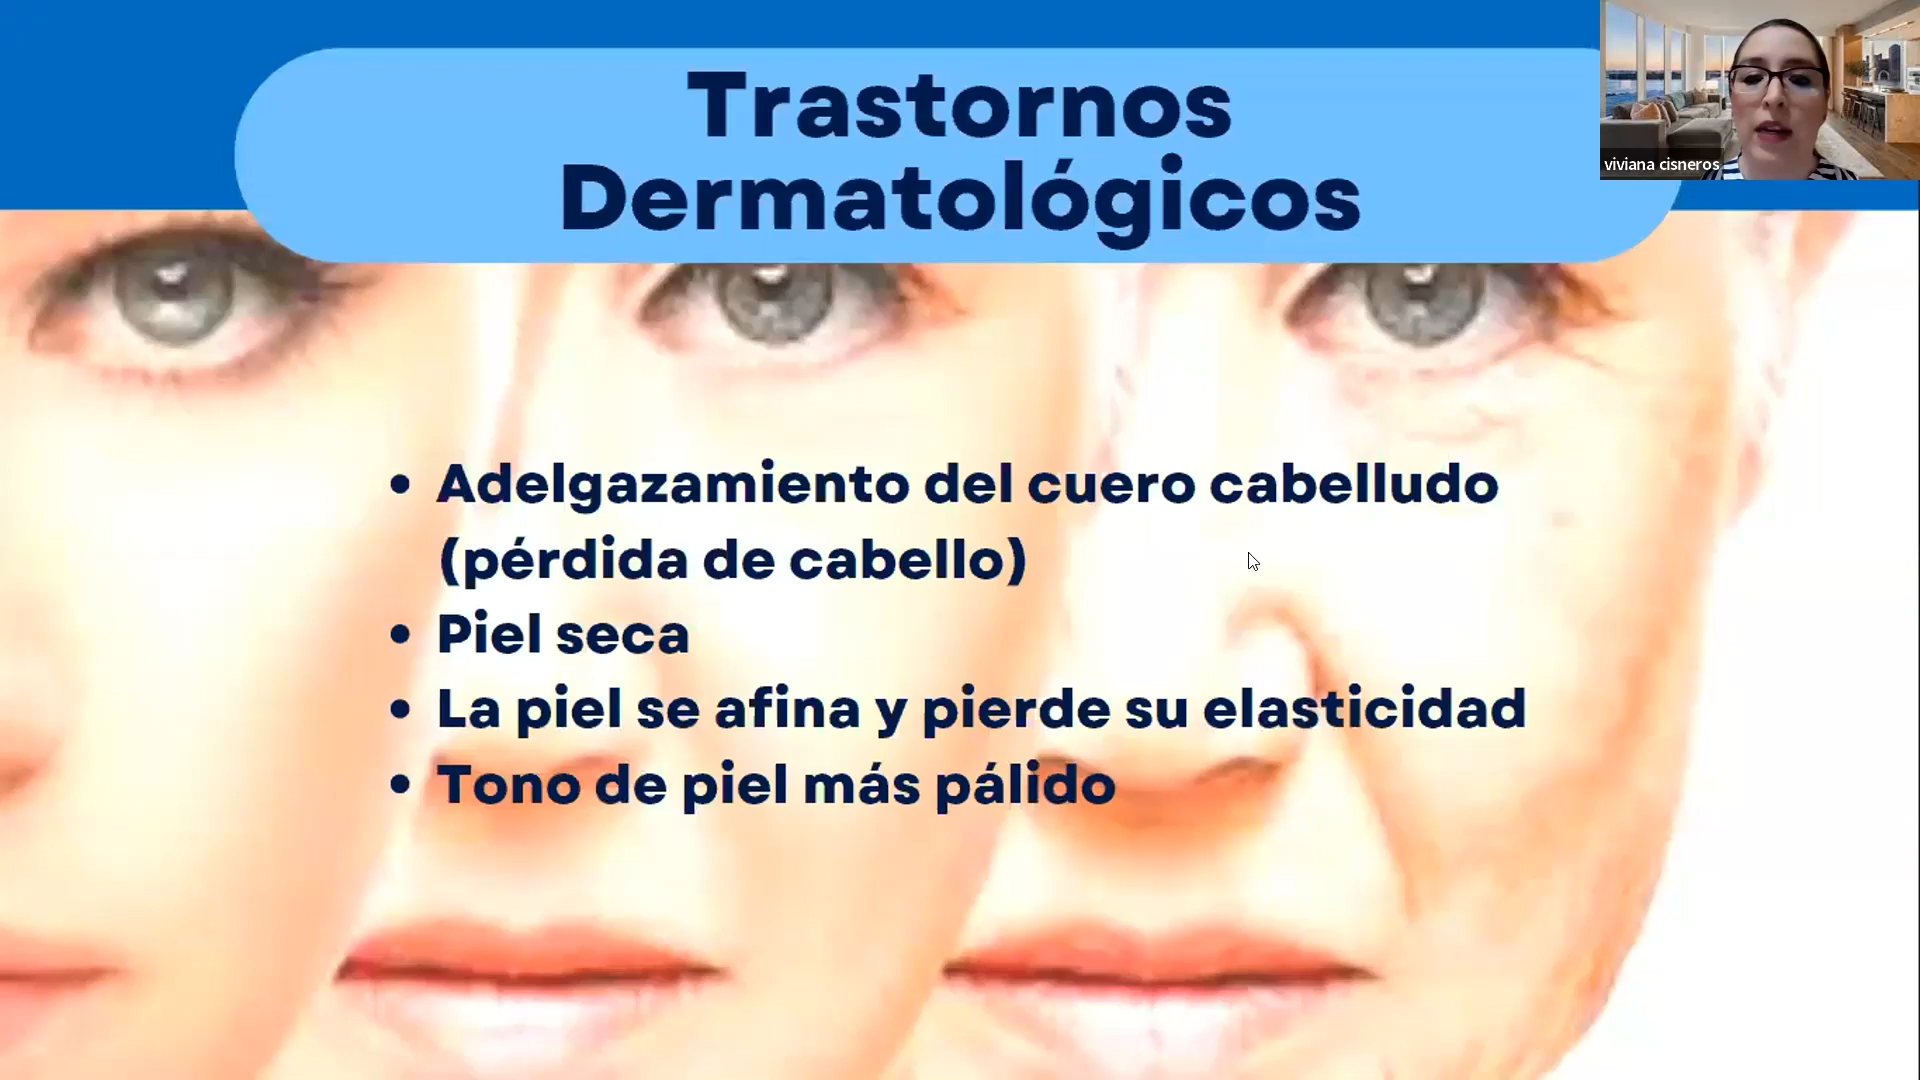 Trastornos
Dermatológicos
viviana cisneros
• Adelgazamiento del cuero cabelludo
(pérdida de cabello)
• Piel seca
• La piel se afina y pierde su elasticidad
• Tono de piel más pálido